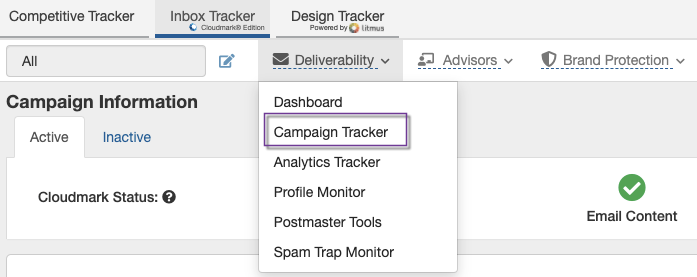 Competitive Tracker
Inbox Tracker
Cloudmark® Edition
Design Tracker
Powered by litmus
All
Deliverability
Advisors
Brand Protection
Dashboard
Campaign Tracker
Analytics Tracker
Profile Monitor
Postmaster Tools
Spam Trap Monitor
Campaign Information
Active
Inactive
Cloudmark Status:
Email Content